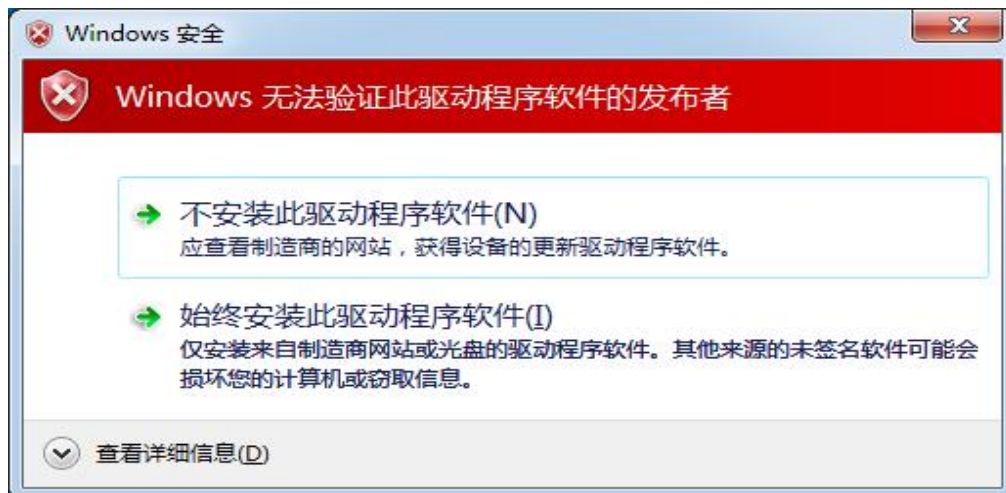 Windows 安全
Windows 无法验证此驱动程序软件的发布者
不安装此驱动程序软件(N)
应查看制造商的网站，获得设备的更新驱动程序软件。
始终安装此驱动程序软件(I)
仅安装来自制造商网站或光盘的驱动程序软件。其他来源的未签名软件可能会
损坏您的计算机或窃取信息。
查看详细信息(D)